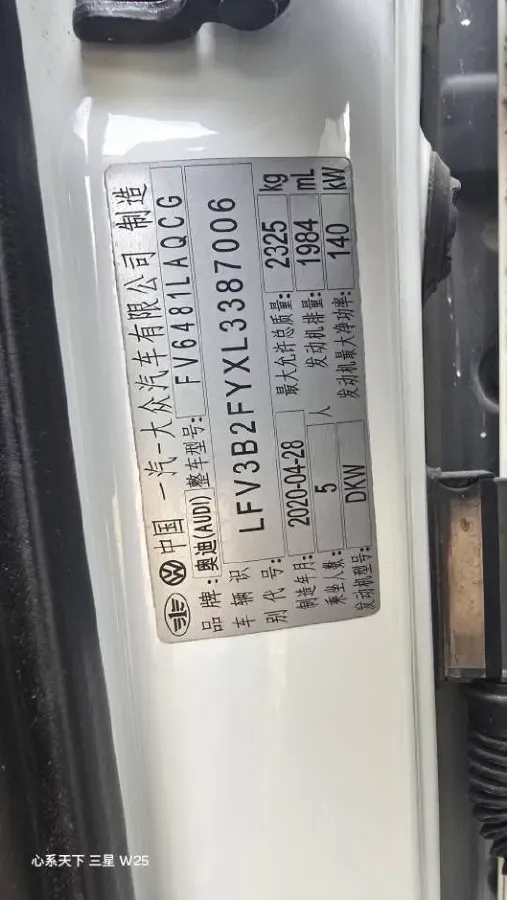 中国 一汽-大众汽车有限公司 制造
品牌: 奥迪(AUDI) 整车型号: FV6481LAQCG
车辆识别代号: LFV3B2FYXL3387006
制造年月: 2020-04-28 最大允许总质量: 2325 kg
乘坐人数: 5 人 发动机排量: 1984 mL
发动机型号: DKW 发动机最大净功率: 140 kW
心系天下 三星 W25